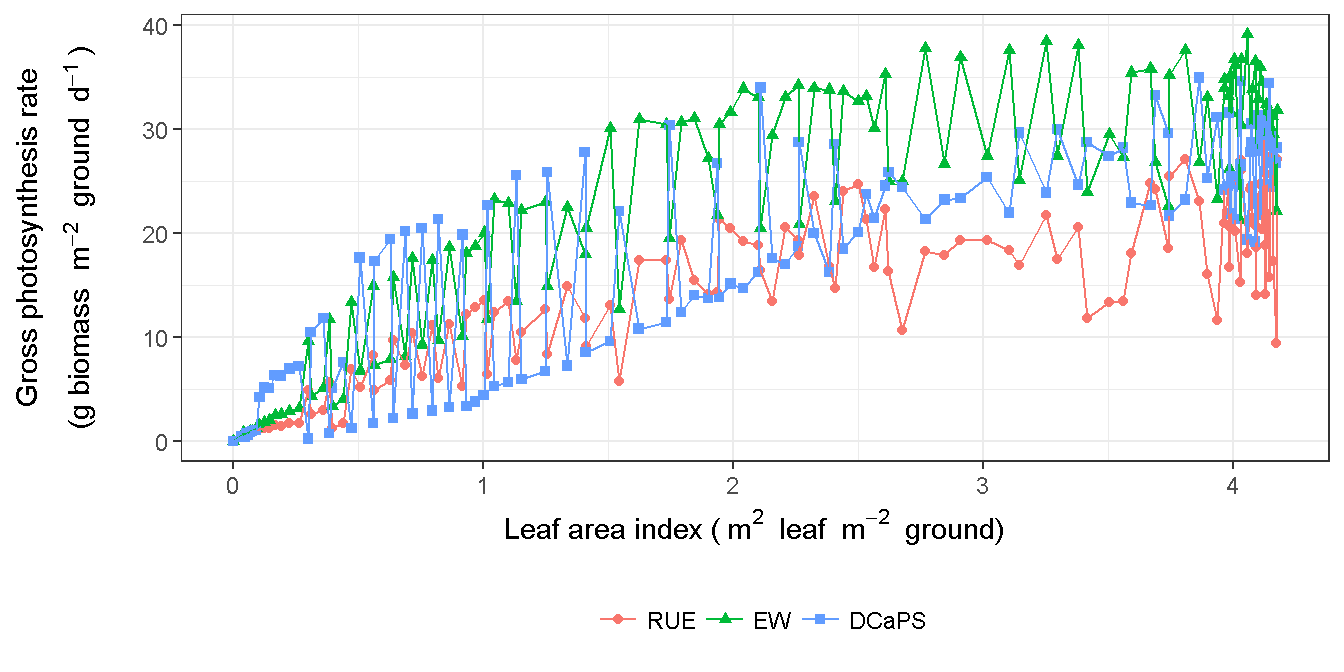 Gross photosynthesis rate
(g biomass m⁻² ground d⁻¹)
40
30
20
10
0
0 1 2 3 4
Leaf area index ( m² leaf m⁻² ground)
RUE EW DCaPS